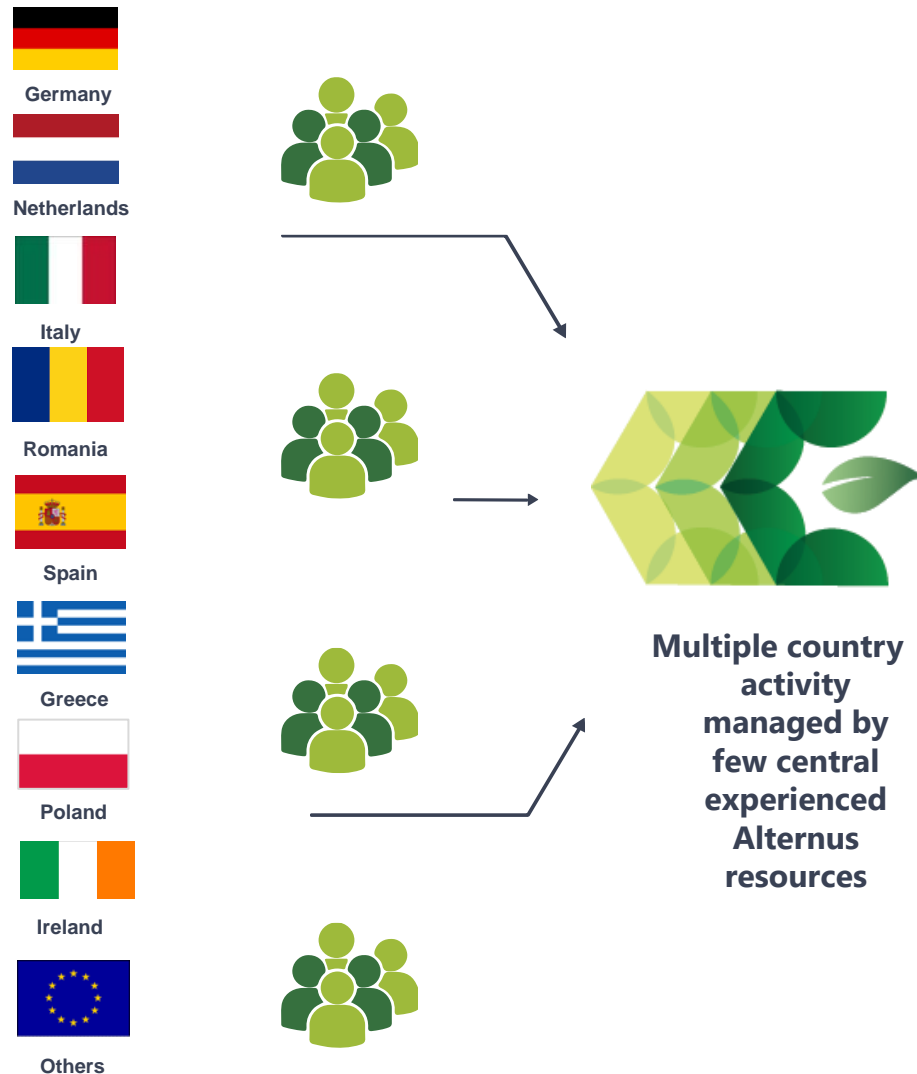 Germany
Netherlands
Italy
Romania
Spain
Greece
Poland
Ireland
Others
Multiple country
activity
managed by
few central
experienced
Alternus
resources